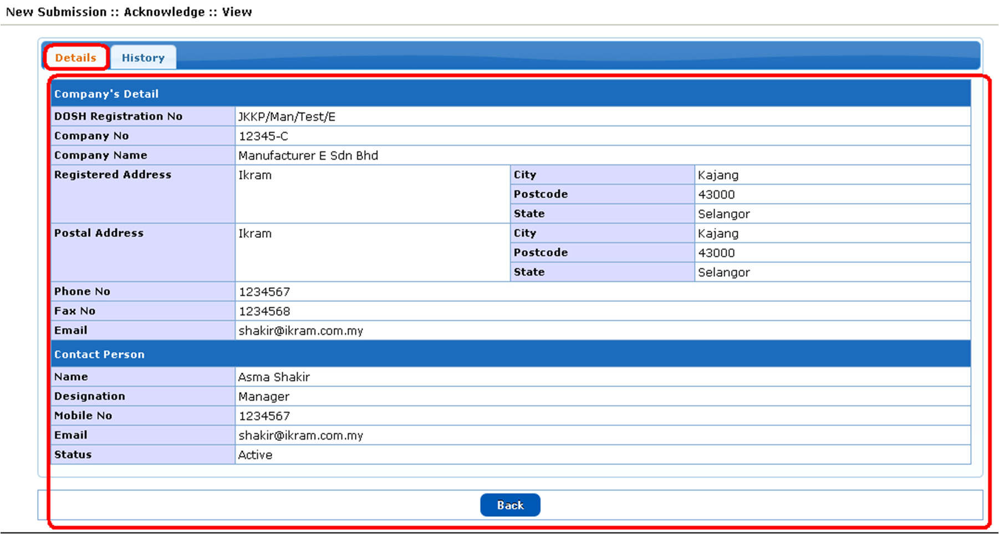 New Submission :: Acknowledge :: View
Details History
Company's Detail
DOSH Registration No JKKP/Man/Test/E
Company No 12345-C
Company Name Manufacturer E Sdn Bhd
Registered Address Ikram City Kajang
Postcode 43000
State Selangor
Postal Address Ikram City Kajang
Postcode 43000
State Selangor
Phone No 1234567
Fax No 1234568
Email shakir@ikram.com.my
Contact Person
Name Asma Shakir
Designation Manager
Mobile No 1234567
Email shakir@ikram.com.my
Status Active
Back